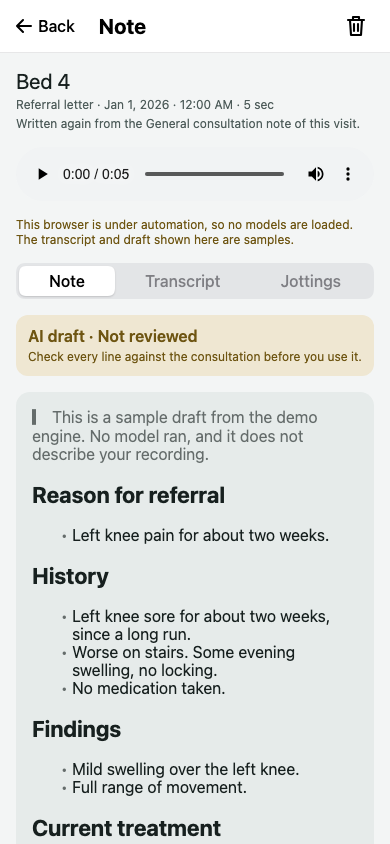 Back Note
Bed 4
Referral letter · Jan 1, 2026 · 12:00 AM · 5 sec
Written again from the General consultation note of this visit.
0:00 / 0:05
This browser is under automation, so no models are loaded.
The transcript and draft shown here are samples.
Note Transcript Jottings
AI draft · Not reviewed
Check every line against the consultation before you use it.
This is a sample draft from the demo
engine. No model ran, and it does not
describe your recording.
Reason for referral
• Left knee pain for about two weeks.
History
• Left knee sore for about two weeks,
since a long run.
• Worse on stairs. Some evening
swelling, no locking.
• No medication taken.
Findings
• Mild swelling over the left knee.
• Full range of movement.
Current treatment